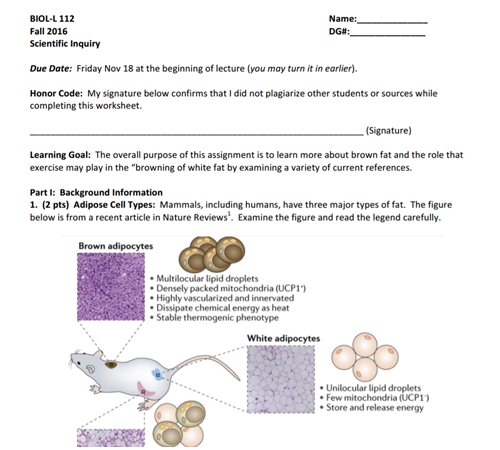 BIOL-L 112 Name:______________
Fall 2016 DG#:_______________
Scientific Inquiry
Due Date: Friday Nov 18 at the beginning of lecture (you may turn it in earlier).
Honor Code: My signature below confirms that I did not plagiarize other students or sources while
completing this worksheet.
______________________________________________________________________ (Signature)
Learning Goal: The overall purpose of this assignment is to learn more about brown fat and the role that
exercise may play in the "browning of white fat by examining a variety of current references.
Part I: Background Information
1. (2 pts) Adipose Cell Types: Mammals, including humans, have three major types of fat. The figure
below is from a recent article in Nature Reviews¹. Examine the figure and read the legend carefully.
Brown adipocytes
• Multilocular lipid droplets
• Densely packed mitochondria (UCP1⁺)
• Highly vascularized and innervated
• Dissipate chemical energy as heat
• Stable thermogenic phenotype
White adipocytes
• Unilocular lipid droplets
• Few mitochondria (UCP1⁻)
• Store and release energy